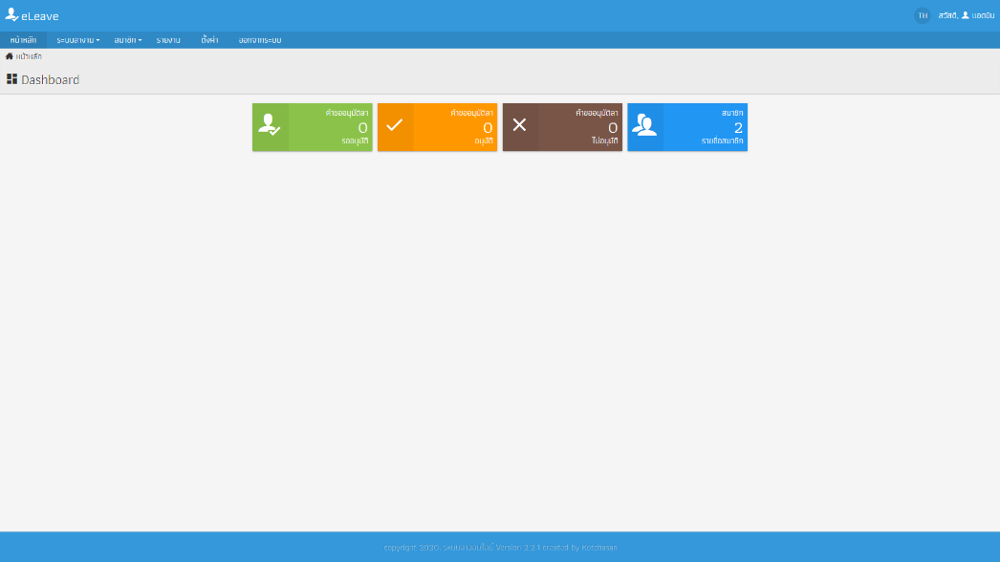 eLeave
TH สวัสดี, แอดมิน
หน้าหลัก ระบบลางาน สมาชิก รายงาน ตั้งค่า ออกจากระบบ
หน้าหลัก
Dashboard
คำขออนุมัติลา
0
รออนุมัติ
คำขออนุมัติลา
0
อนุมัติ
คำขออนุมัติลา
0
ไม่อนุมัติ
สมาชิก
2
รายชื่อสมาชิก
copyright 2020, ระบบลาออนไลน์ Version 3.3.1 created by Kotchasan